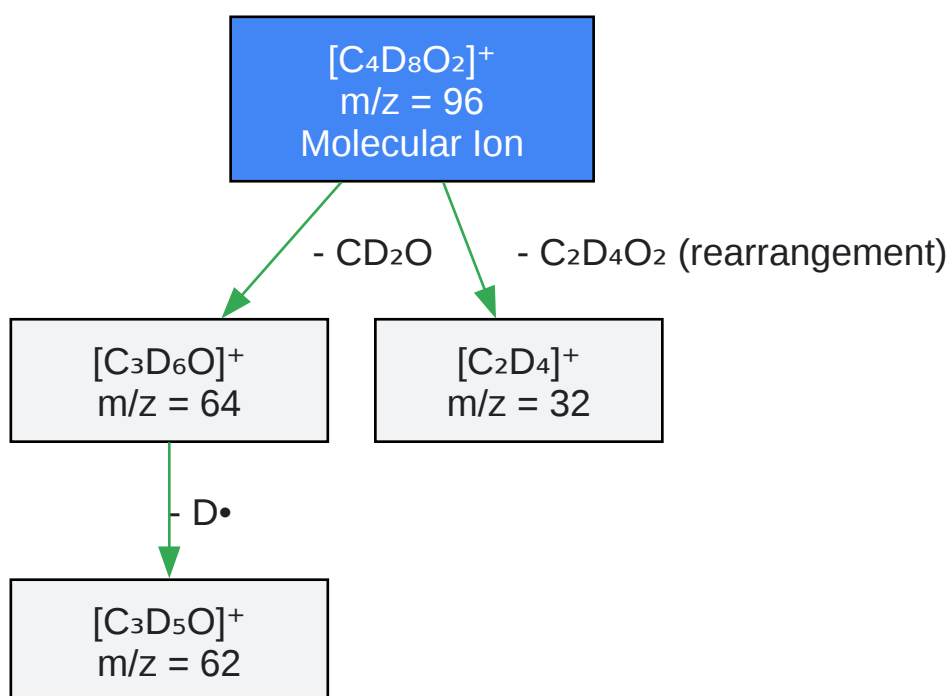 [C₄D₈O₂]⁺
m/z = 96
Molecular Ion
- CD₂O
- C₂D₄O₂ (rearrangement)
[C₃D₆O]⁺
m/z = 64
[C₂D₄]⁺
m/z = 32
- D•
[C₃D₅O]⁺
m/z = 62